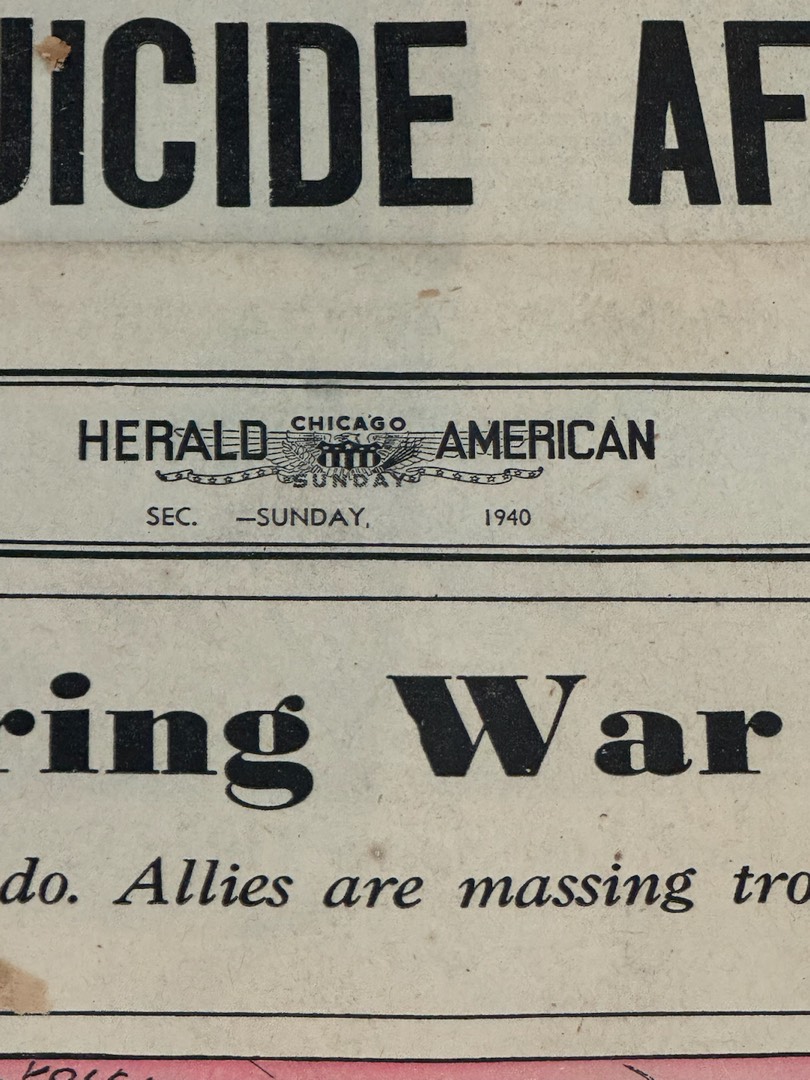 UICIDE AF
CHICAGO
HERALD AMERICAN
SUNDAY
SEC. —SUNDAY, 1940
ring War
do. Allies are massing tro